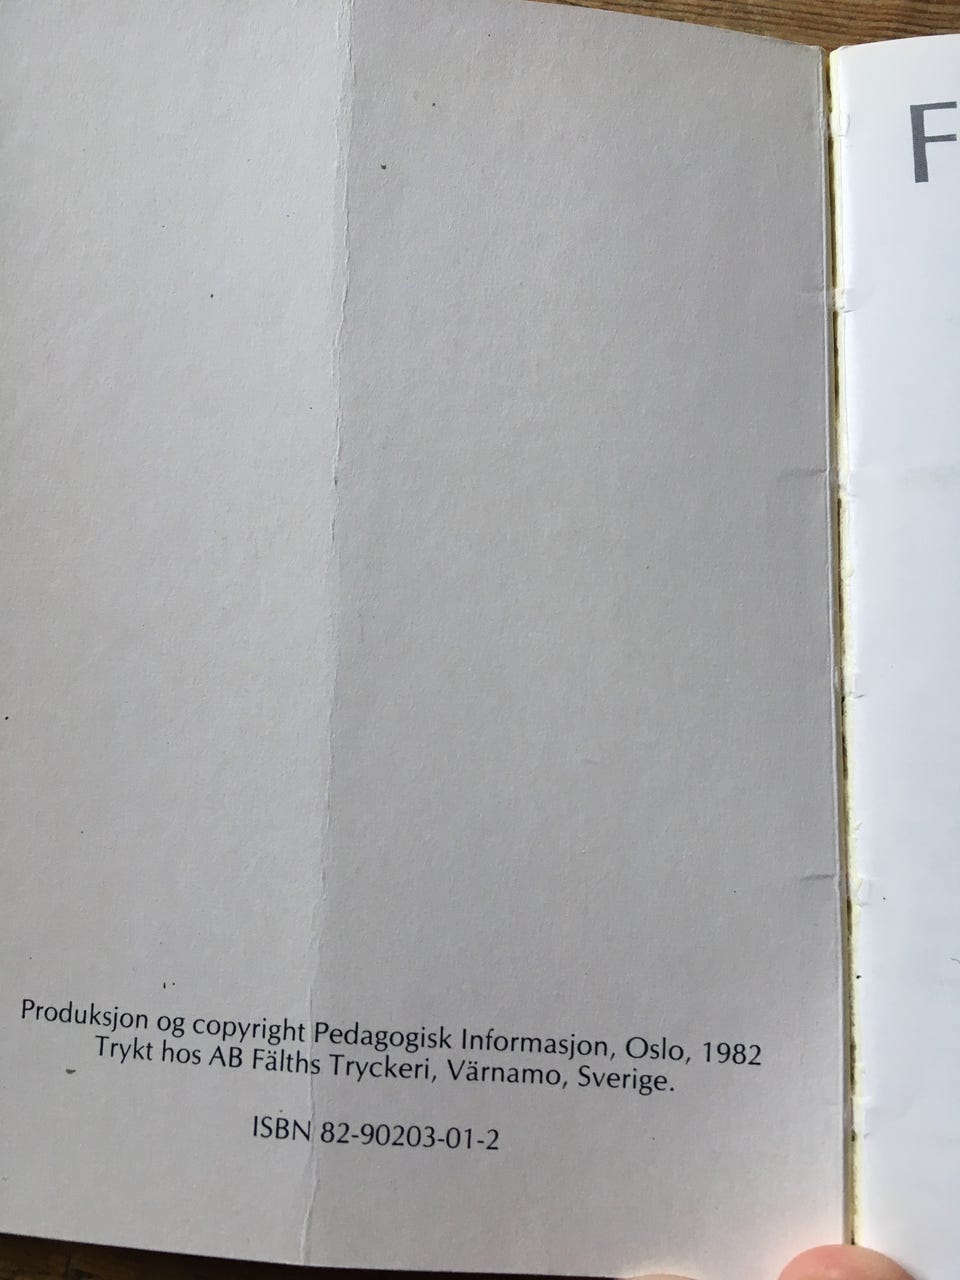 Produksjon og copyright Pedagogisk Informasjon, Oslo, 1982
Trykt hos AB Fälths Tryckeri, Värnamo, Sverige.
ISBN 82-90203-01-2
F